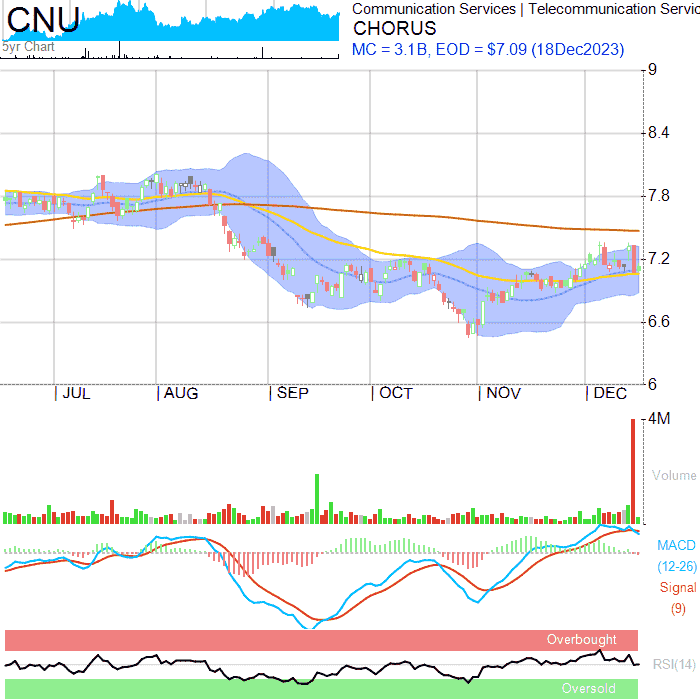 CNU
5yr Chart
Communication Services | Telecommunication Servic
CHORUS
MC = 3.1B, EOD = $7.09 (18Dec2023)
9
8.4
7.8
7.2
6.6
6
JUL AUG SEP OCT NOV DEC
4M
Volume
MACD
(12-26)
Signal
(9)
Overbought
RSI(14)
Oversold